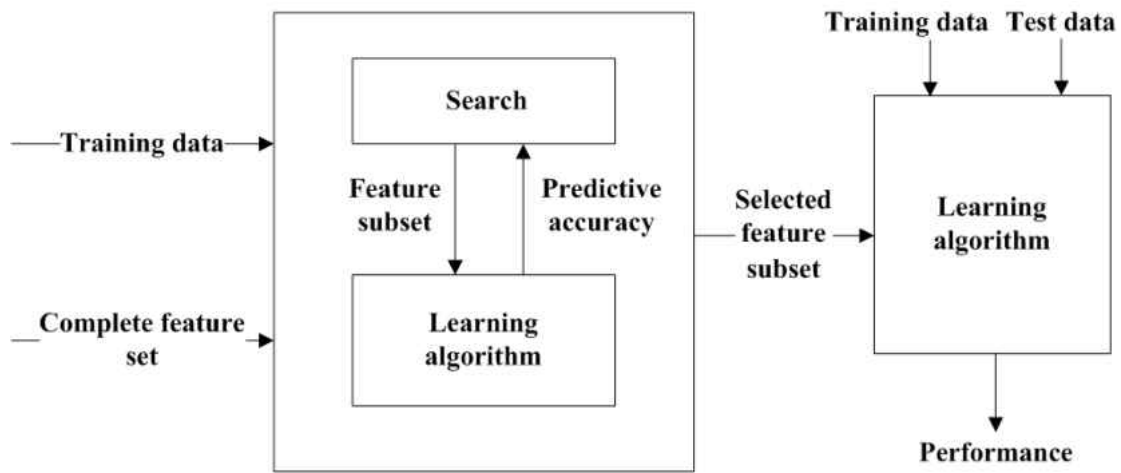 Training data
Complete feature
set
Search
Feature
subset
Predictive
accuracy
Learning
algorithm
Selected
feature
subset
Training data
Test data
Learning
algorithm
Performance